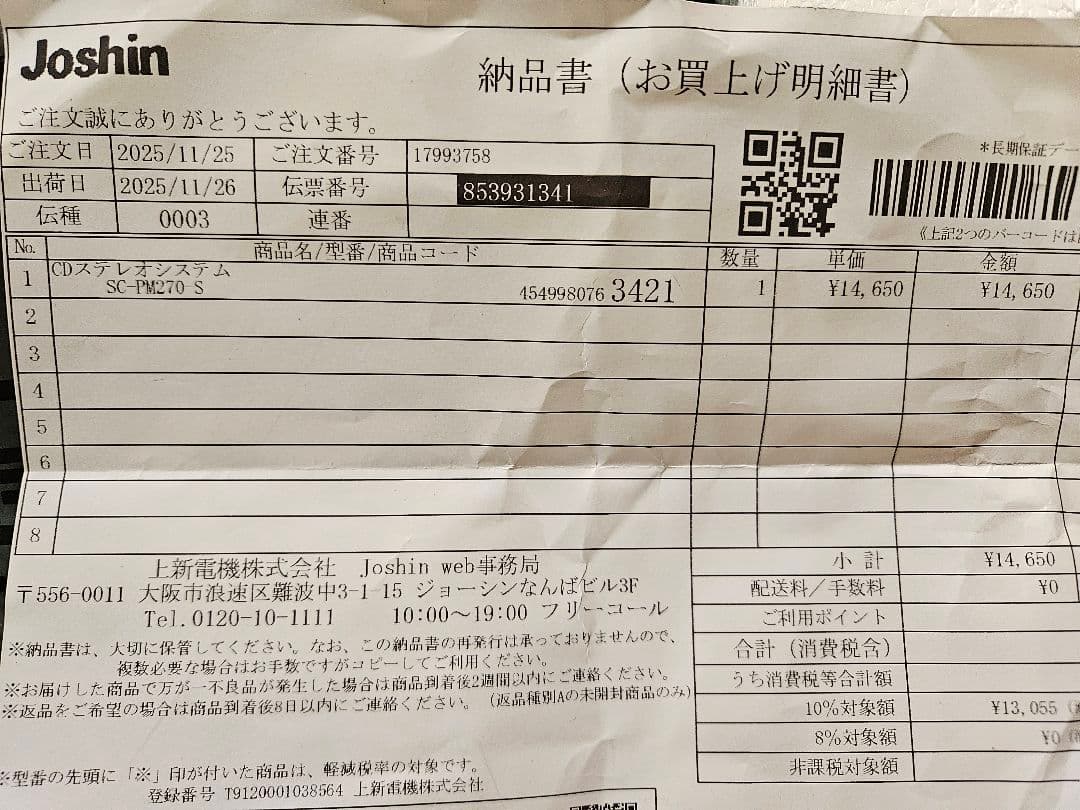 Joshin
納品書（お買上げ明細書）
ご注文誠にありがとうございます。
ご注文日 2025/11/25 ご注文番号 17993758
出荷日 2025/11/26 伝票番号 853931341
伝種 0003 連番
＊長期保証デー
《上記2つのバーコードは
No. 商品名/型番/商品コード 数量 単価 金額
1 CDステレオシステム
SC-PM270-S 454998076 3421 1 ¥14,650 ¥14,650
2
3
4
5
6
7
8
小計 ¥14,650
配送料／手数料 ¥0
ご利用ポイント
合計（消費税含）
うち消費税等合計額
10%対象額 ¥13,055
8%対象額 ¥0
非課税対象額
上新電機株式会社 Joshin web事務局
〒556-0011 大阪市浪速区難波中3-1-15 ジョーシンなんばビル3F
Tel.0120-10-1111 10:00～19:00 フリーコール
※納品書は、大切に保管してください。なお、この納品書の再発行は承っておりませんので、
複数必要な場合はお手数ですがコピーしてご利用ください。
※お届けした商品で万が一不良品が発生した場合は商品到着後2週間以内にご連絡ください。
※返品をご希望の場合は商品到着後8日以内にご連絡ください。（返品種別Aの未開封商品のみ）
※型番の先頭に「※」印が付いた商品は、軽減税率の対象です。
登録番号 T9120001038564 上新電機株式会社